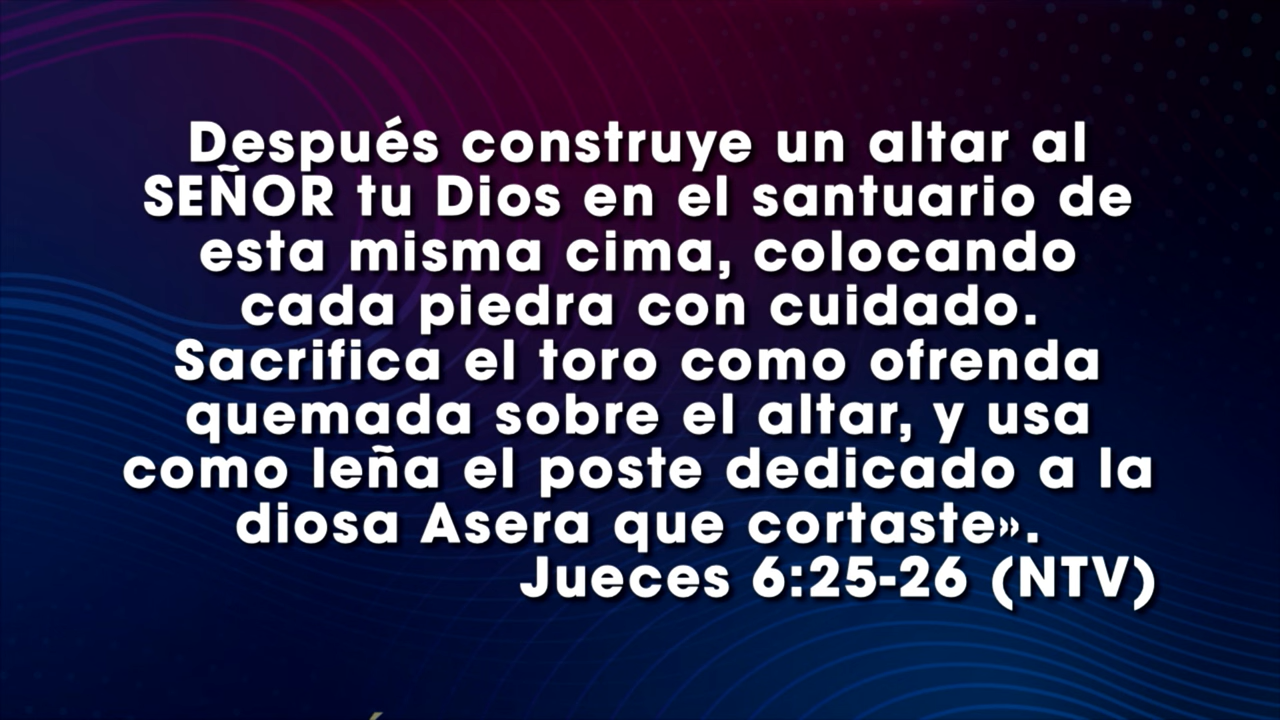 Después construye un altar al
SEÑOR tu Dios en el santuario de
esta misma cima, colocando
cada piedra con cuidado.
Sacrifica el toro como ofrenda
quemada sobre el altar, y usa
como leña el poste dedicado a la
diosa Asera que cortaste».
Jueces 6:25-26 (NTV)